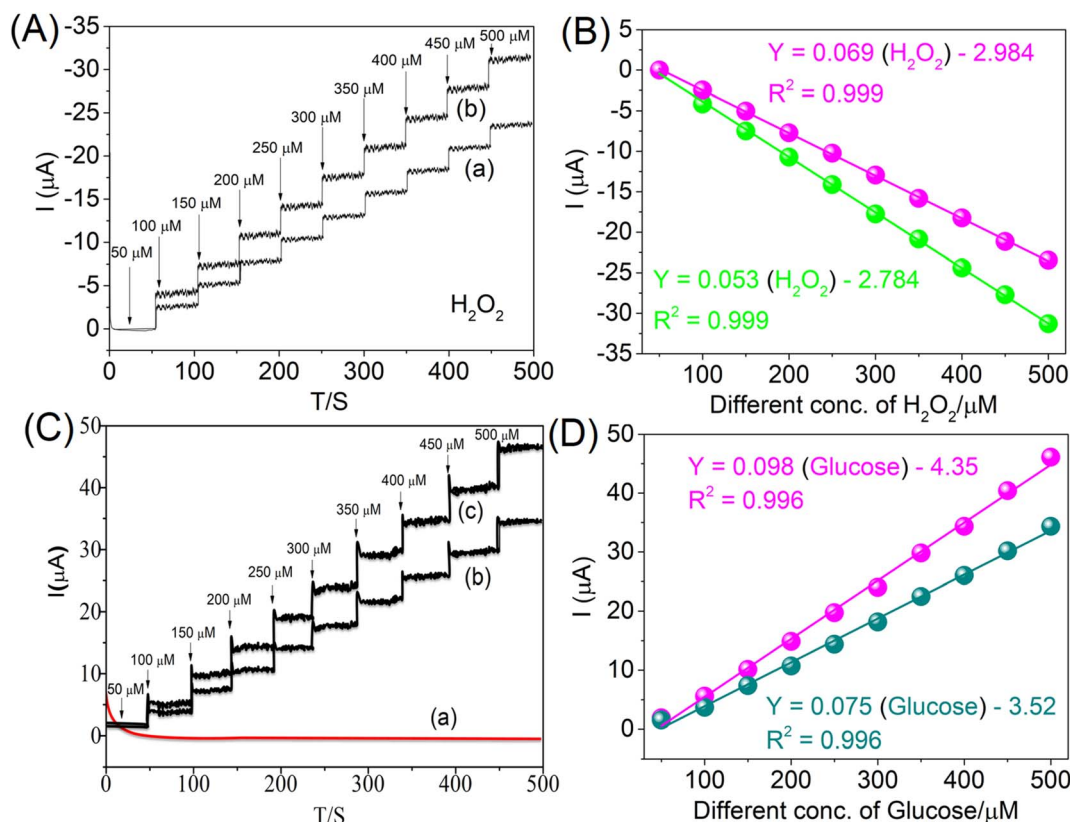 (A)
-35
-30
-25
-20
-15
-10
-5
0
I (µA)
50 µM
100 µM
150 µM
200 µM
250 µM
300 µM
350 µM
400 µM
450 µM
500 µM
(b)
(a)
H₂O₂
0 100 200 300 400 500
T/S
(B)
0
-5
-10
-15
-20
-25
-30
-35
I (µA)
Y = 0.069 (H₂O₂) - 2.984
R² = 0.999
Y = 0.053 (H₂O₂) - 2.784
R² = 0.999
100 200 300 400 500
Different conc. of H₂O₂/µM
(C)
50
40
30
20
10
0
I(µA)
50 µM
100 µM
150 µM
200 µM
250 µM
300 µM
350 µM
400 µM
450 µM
500 µM
(c)
(b)
(a)
0 100 200 300 400 500
T/S
(D)
50
40
30
20
10
0
I (µA)
Y = 0.098 (Glucose) - 4.35
R² = 0.996
Y = 0.075 (Glucose) - 3.52
R² = 0.996
100 200 300 400 500
Different conc. of Glucose/µM